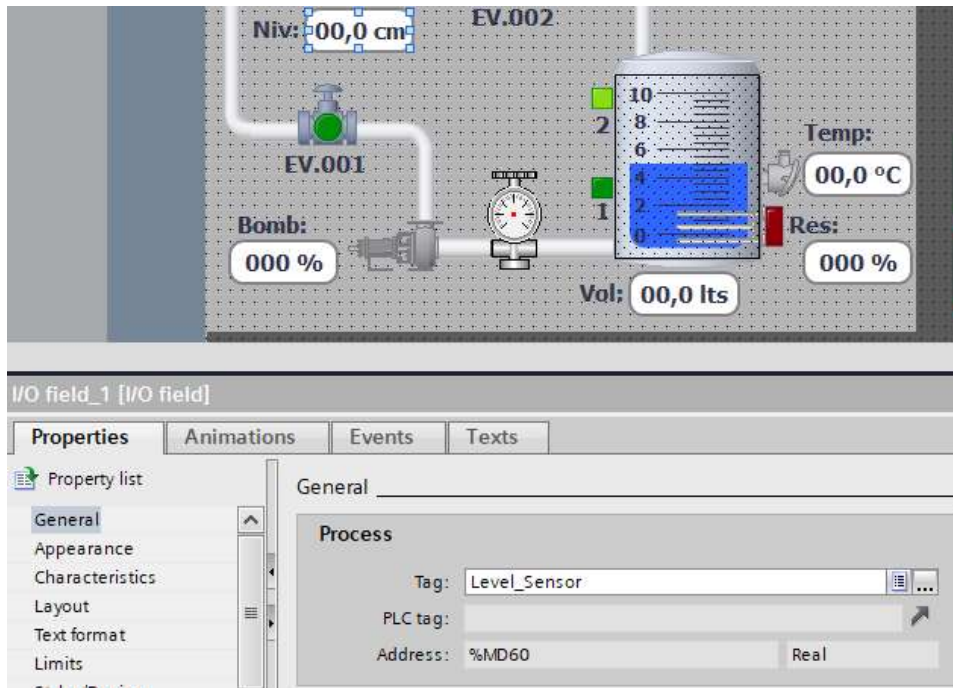 EV.002
Niv: 00,0 cm
EV.001
10
8
6
4
2
0
2
1
Temp:
00,0 °C
Bomb:
000 %
Res:
000 %
Vol: 00,0 lts
I/O field_1 [I/O field]
Properties Animations Events Texts
Property list
General
Appearance
Characteristics
Layout
Text format
Limits
General
Process
Tag: Level_Sensor
PLC tag:
Address: %MD60 Real